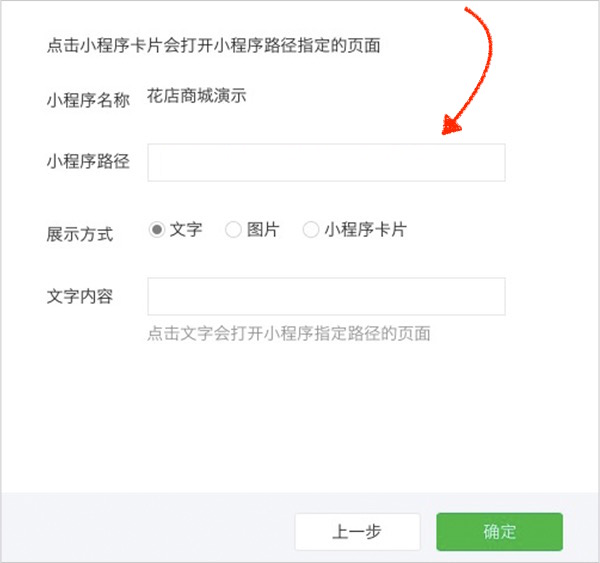 点击小程序卡片会打开小程序路径指定的页面
小程序名称 花店商城演示
小程序路径
展示方式 文字 图片 小程序卡片
文字内容
点击文字会打开小程序指定路径的页面
上一步 确定